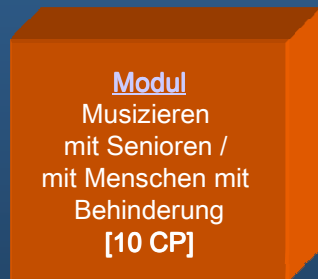 Modul
Musizieren
mit Senioren /
mit Menschen mit
Behinderung
[10 CP]